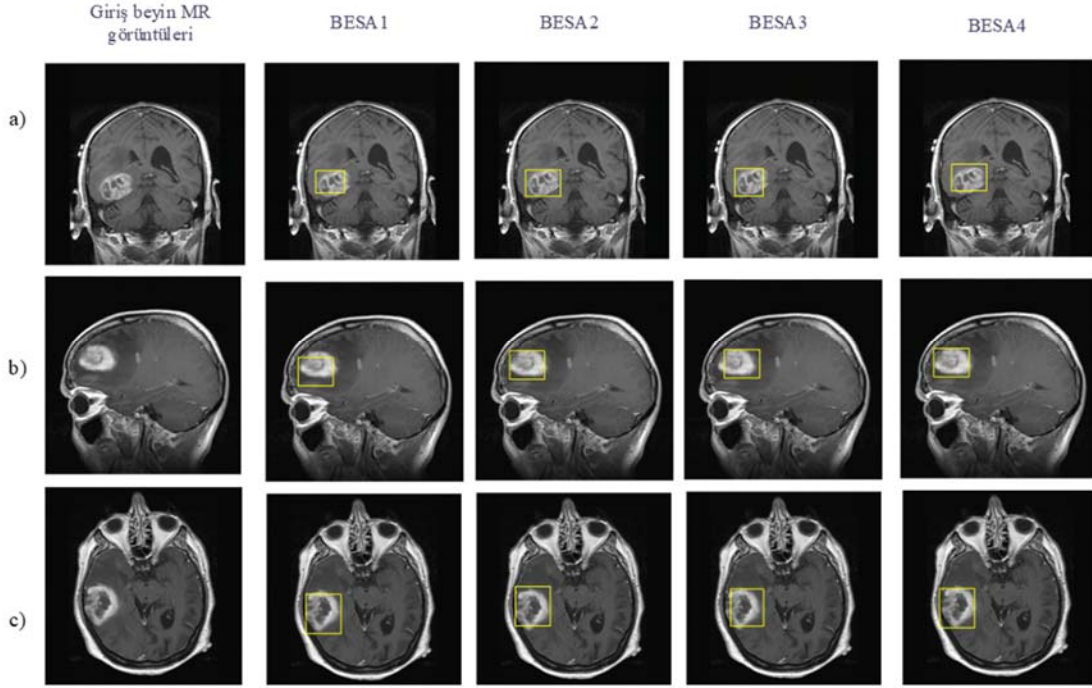 Giriş beyin MR
görüntüleri
BESA1
BESA2
BESA3
BESA4
a)
b)
c)